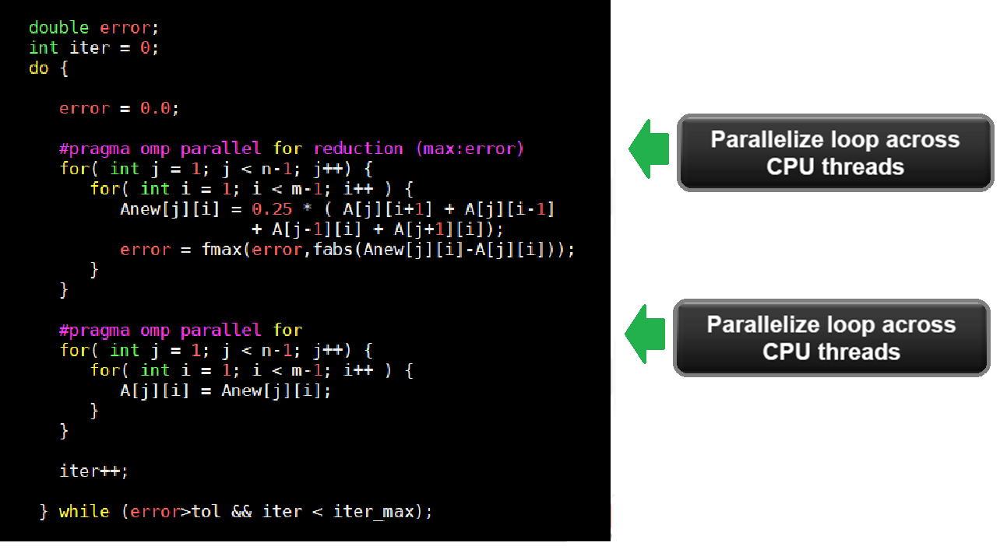 double error;
int iter = 0;
do {
error = 0.0;
#pragma omp parallel for reduction (max:error)
for( int j = 1; j < n-1; j++) {
for( int i = 1; i < m-1; i++ ) {
Anew[j][i] = 0.25 * ( A[j][i+1] + A[j][i-1]
+ A[j-1][i] + A[j+1][i]);
error = fmax(error,fabs(Anew[j][i]-A[j][i]));
}
}
#pragma omp parallel for
for( int j = 1; j < n-1; j++) {
for( int i = 1; i < m-1; i++ ) {
A[j][i] = Anew[j][i];
}
}
iter++;
} while (error>tol && iter < iter_max);
Parallelize loop across
CPU threads
Parallelize loop across
CPU threads